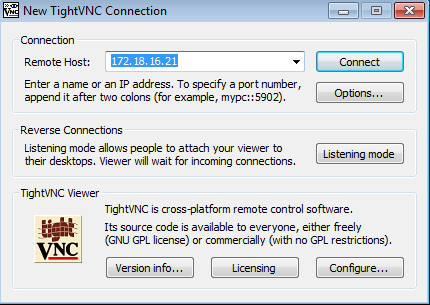 New TightVNC Connection
Connection
Remote Host: 172.18.16.21 Connect
Enter a name or an IP address. To specify a port number,
append it after two colons (for example, mypc::5902).
Options...
Reverse Connections
Listening mode allows people to attach your viewer to
their desktops. Viewer will wait for incoming connections.
Listening mode
TightVNC Viewer
VNC
TightVNC is cross-platform remote control software.
Its source code is available to everyone, either freely
(GNU GPL license) or commercially (with no GPL restrictions).
Version info... Licensing Configure...